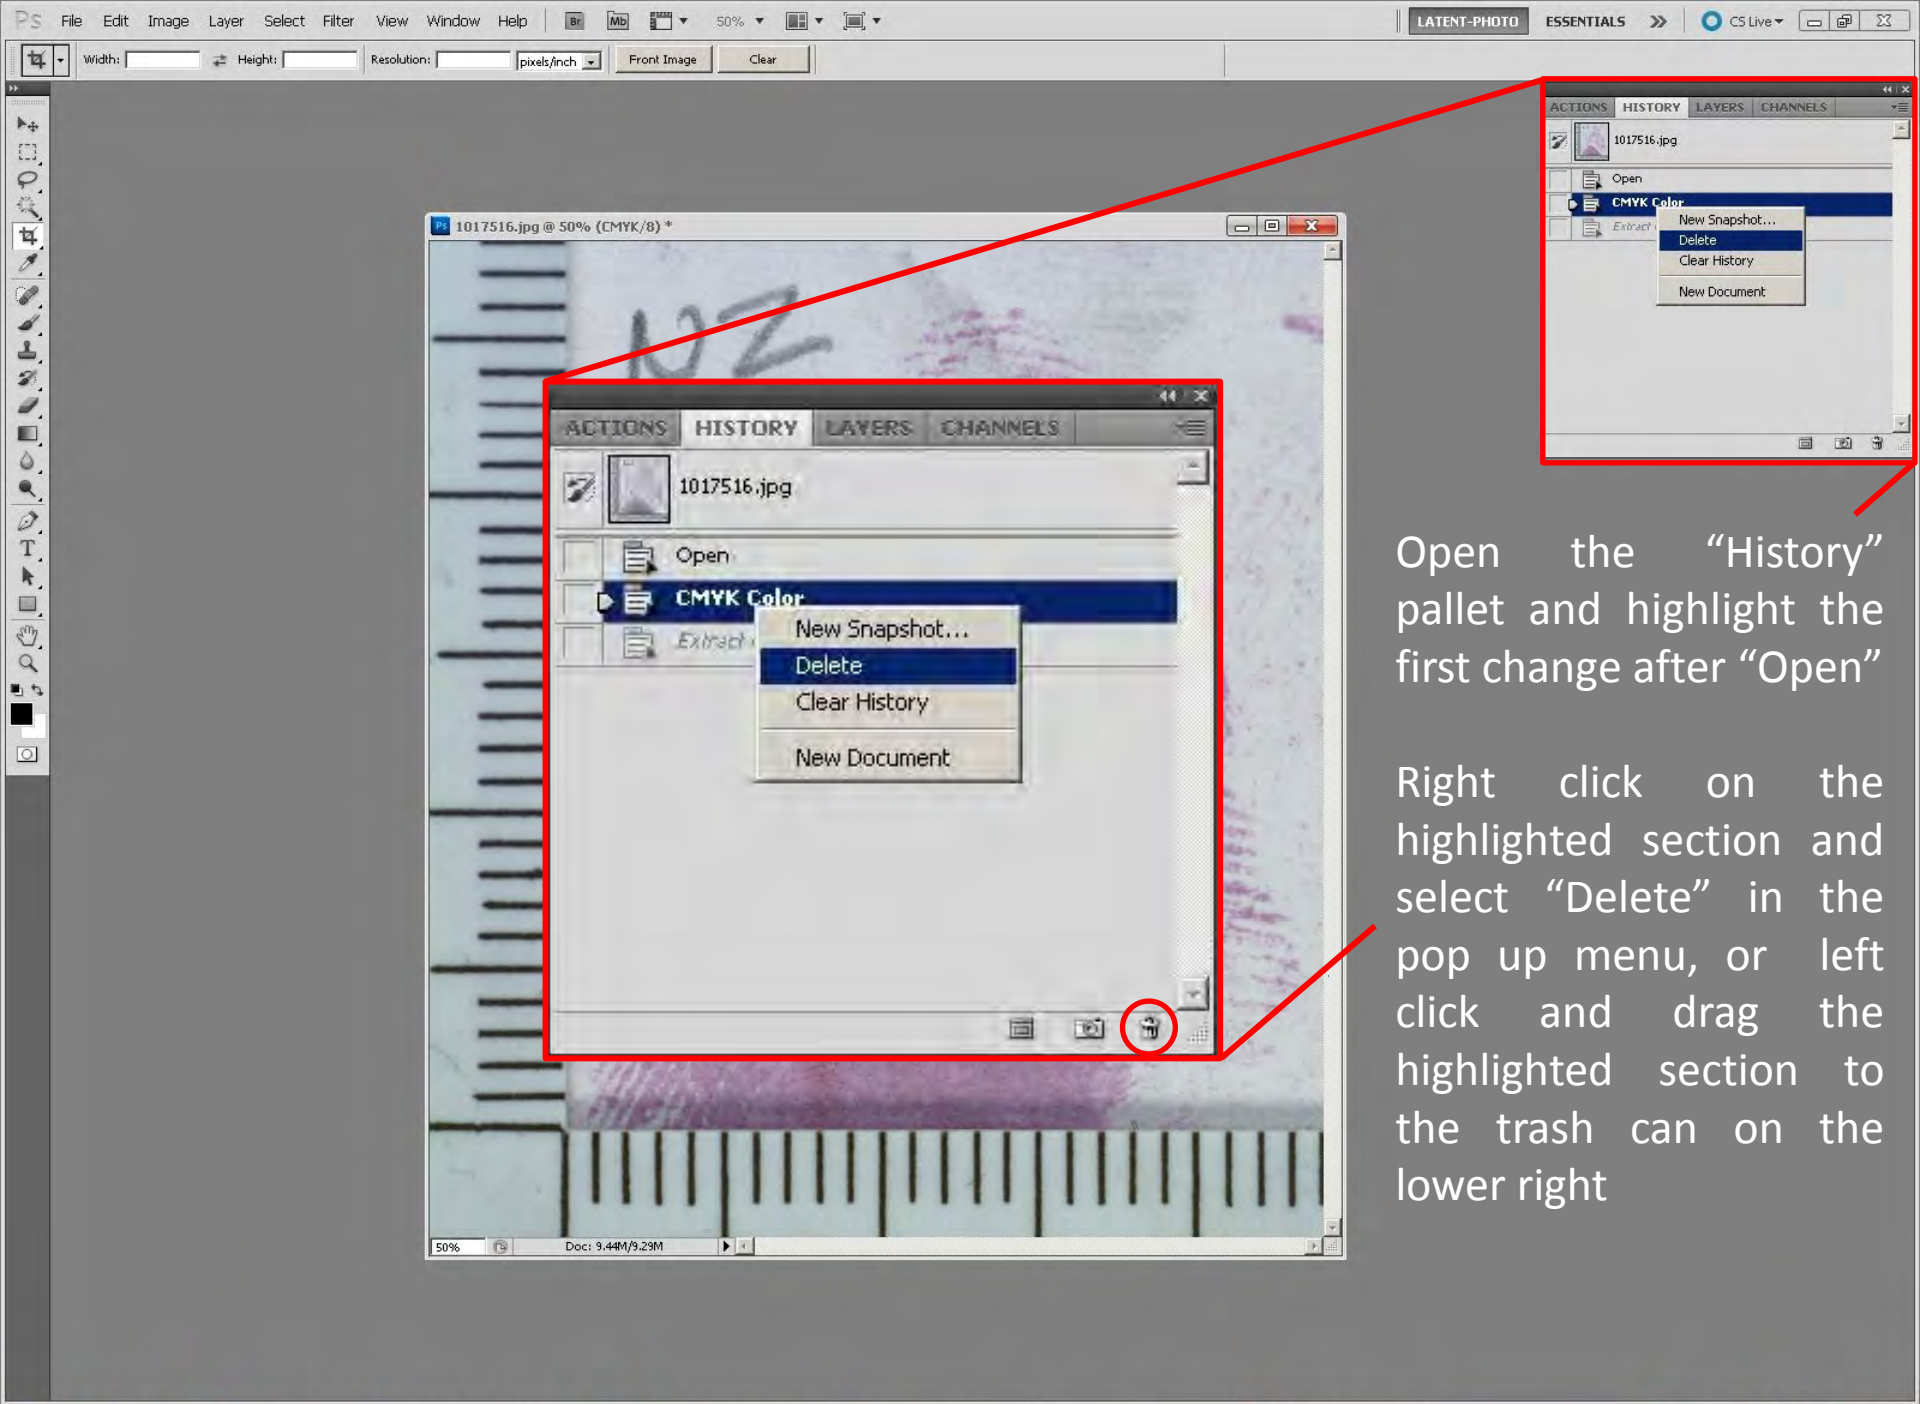 PS File Edit Image Layer Select Filter View Window Help Br Mb 50% LATENT-PHOTO ESSENTIALS CS Live
Width: Height: Resolution: pixels/inch Front Image Clear
ACTIONS HISTORY LAYERS CHANNELS
1017516.jpg
Open
CMYK Color
Extract
New Snapshot...
Delete
Clear History
New Document
Ps 1017516.jpg @ 50% (CMYK/8) *
NZ
ACTIONS HISTORY LAYERS CHANNELS
1017516.jpg
Open
CMYK Color
Extract
New Snapshot...
Delete
Clear History
New Document
50% Doc: 9.44M/9.29M
T
Open the “History”
pallet and highlight the
first change after “Open”
Right click on the
highlighted section and
select “Delete” in the
pop up menu, or left
click and drag the
highlighted section to
the trash can on the
lower right